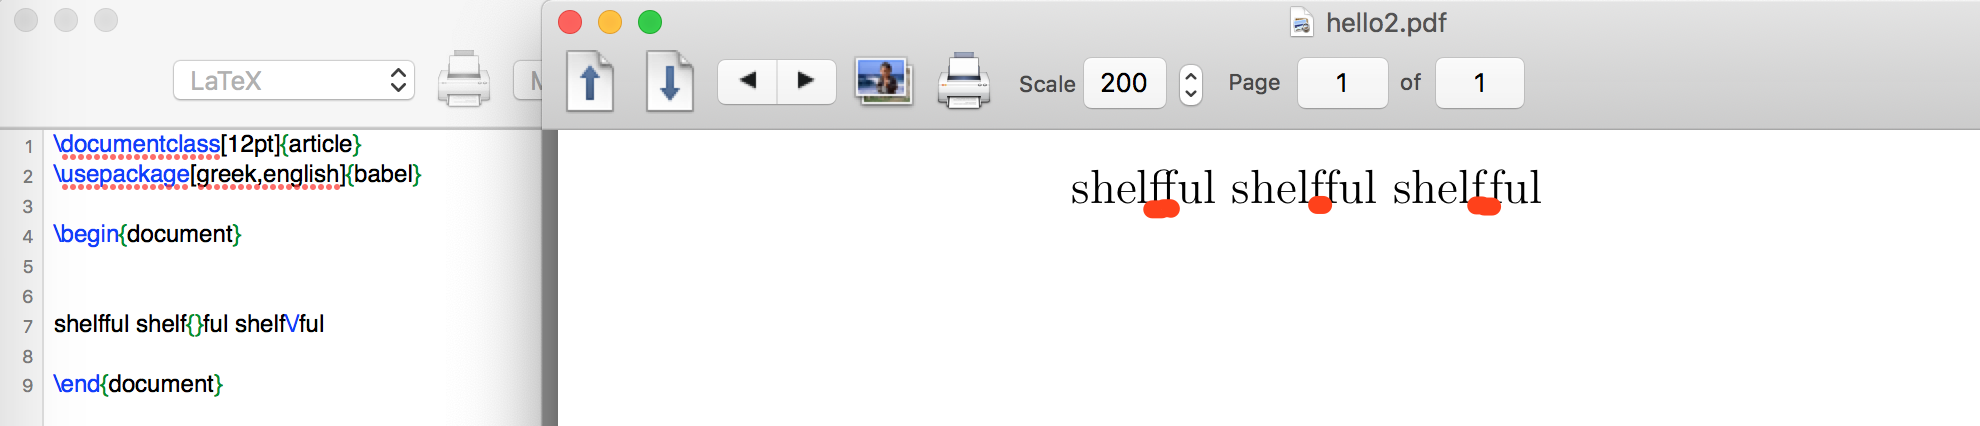 hello2.pdf
LaTeX
M
Scale 200 Page 1 of 1
1 \documentclass[12pt]{article}
2 \usepackage[greek,english]{babel}
3
4 \begin{document}
5
6
7 shelfful shelf{}ful shelf\/ful
8
9 \end{document}
shelfful shelfful shelfful